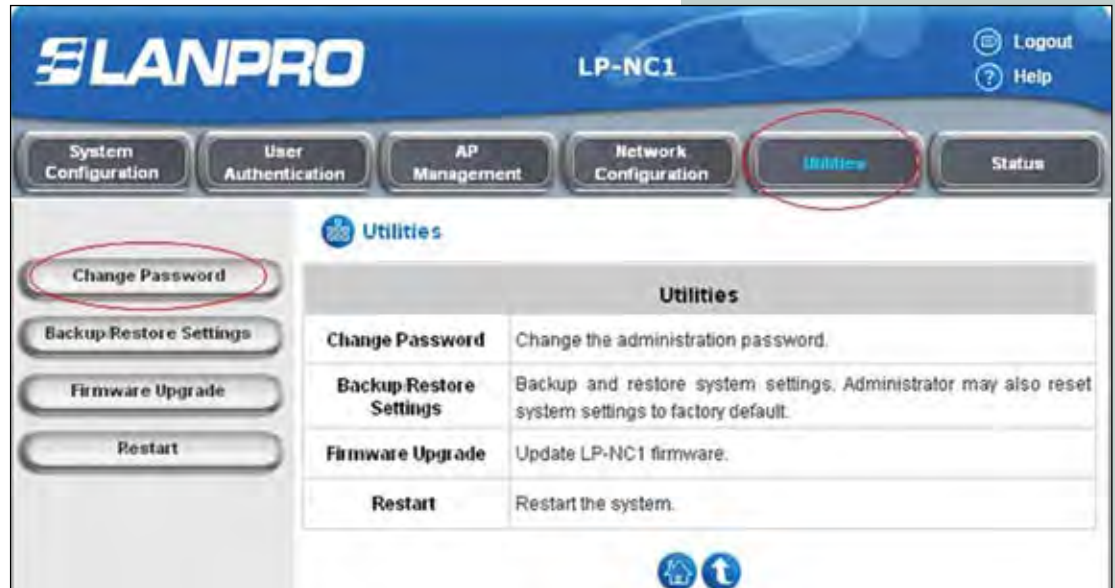 LANPRO
LP-NC1
Logout
Help
System
Configuration
User
Authentication
AP
Management
Network
Configuration
Utilities
Status
Change Password
Backup/Restore Settings
Firmware Upgrade
Restart
Utilities
Utilities
Change Password
Change the administration password.
Backup/Restore
Settings
Backup and restore system settings. Administrator may also reset
system settings to factory default.
Firmware Upgrade
Update LP-NC1 firmware.
Restart
Restart the system.